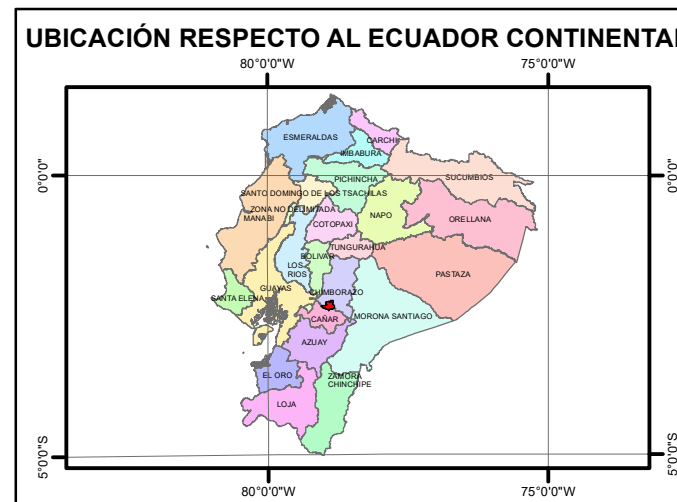 UBICACIÓN RESPECTO AL ECUADOR CONTINENTAL
80°0'0"W 75°0'0"W
ESMERALDAS
CARCHI
IMBABURA
0°0'0" 0°0'0"
SUCUMBIOS
PICHINCHA
SANTO DOMINGO DE LOS TSACHILAS
ZONA NO DELIMITADA
MANABI
NAPO
ORELLANA
COTOPAXI
TUNGURAHUA
BOLIVAR
LOS
RIOS
PASTAZA
GUAYAS
CHIMBORAZO
SANTA ELENA
MORONA SANTIAGO
CAÑAR
AZUAY
EL ORO
ZAMORA
CHINCHIPE
LOJA
5°0'0"S 5°0'0"S
80°0'0"W 75°0'0"W